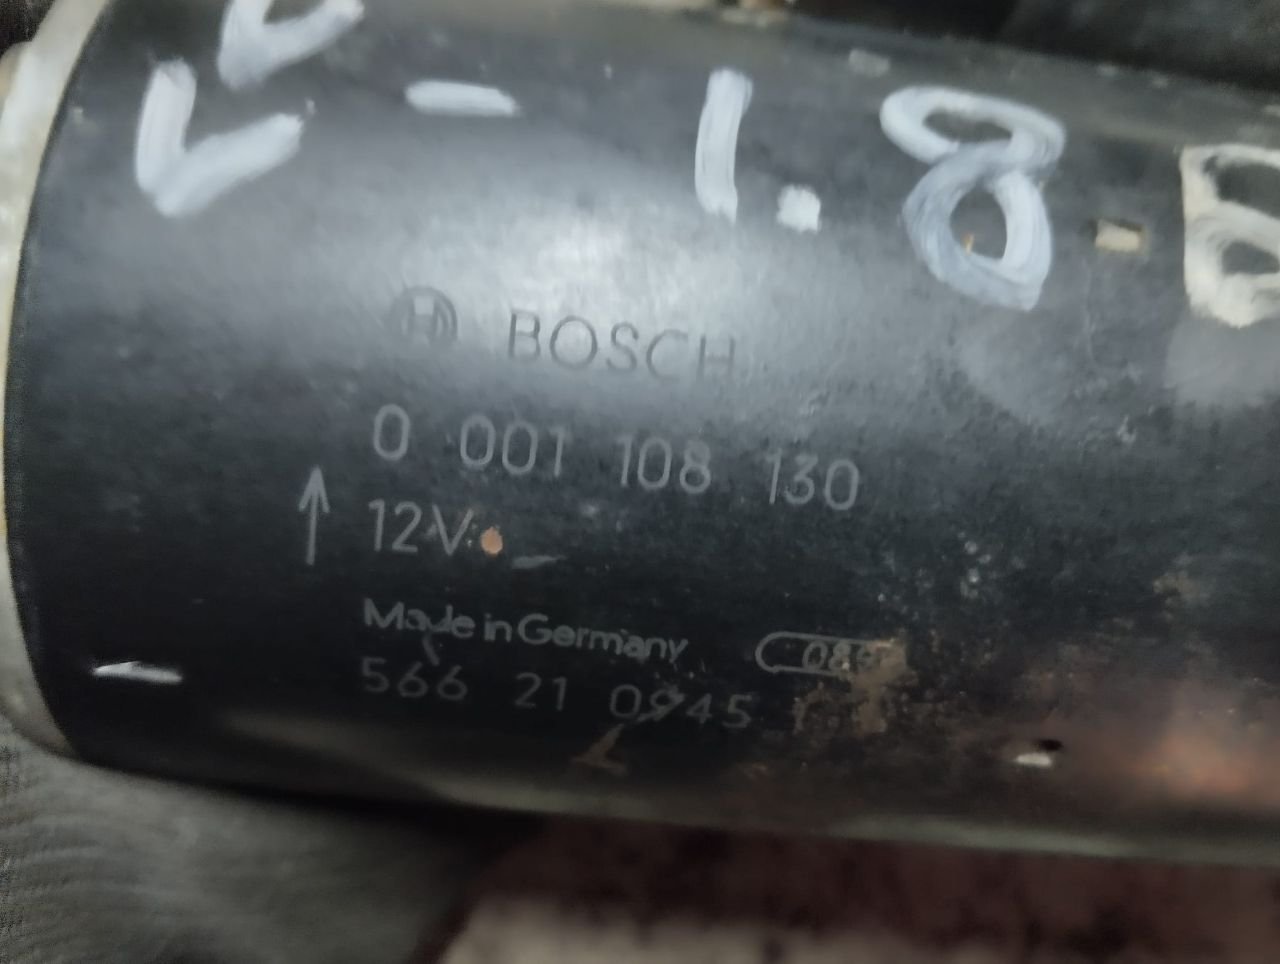 V - 1.8 B
BOSCH
0 001 108 130
12V
Made in Germany
566 21 0945